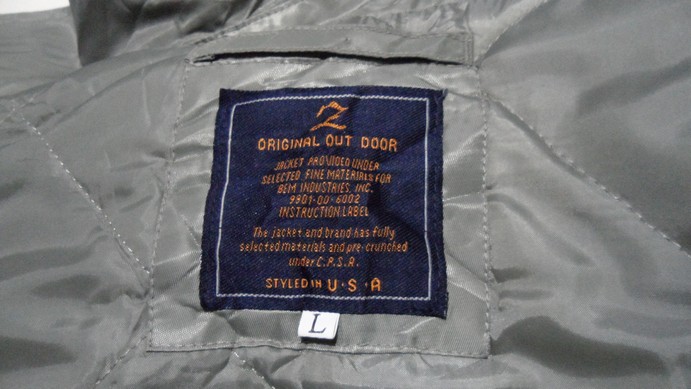 Z
ORIGINAL OUT DOOR
JACKET PROVIDED UNDER
SELECTED FINE MATERIALS FOR
BEM INDUSTRIES, INC.
9901-00-6002
INSTRUCTION LABEL
The jacket and brand has fully
selected materials and pre-crunched
under C.P.S.A.
STYLED IN U·S·A
L